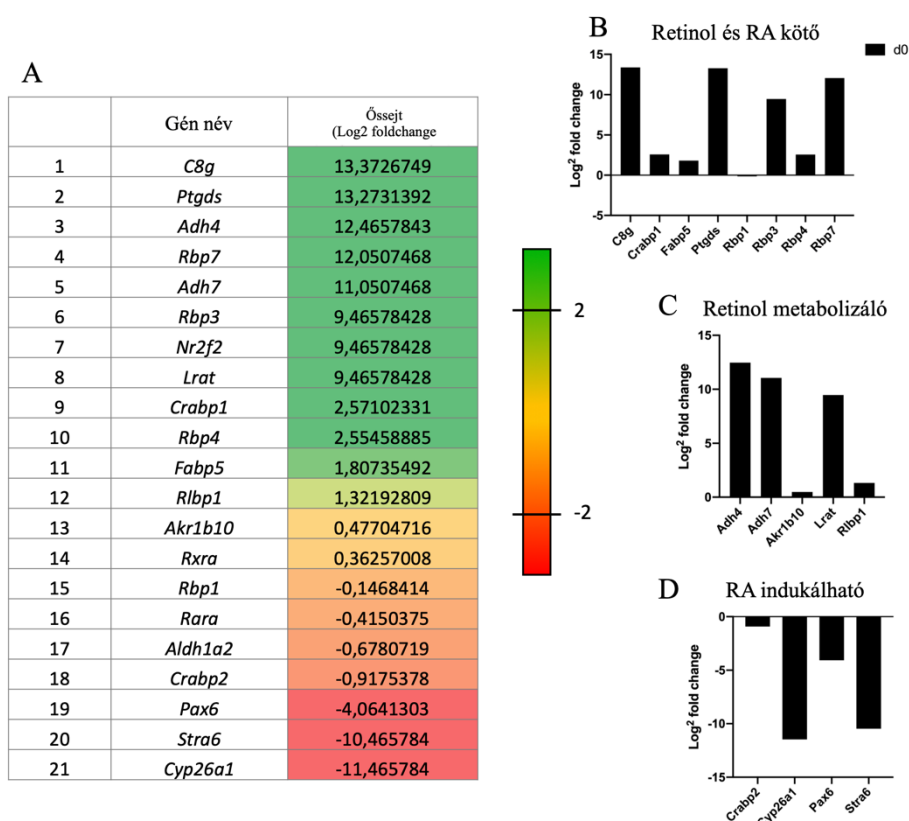 A
Gén név
Őssejt
(Log2 foldchange
1 C8g 13,3726749
2 Ptgds 13,2731392
3 Adh4 12,4657843
4 Rbp7 12,0507468
5 Adh7 11,0507468
6 Rbp3 9,46578428
7 Nr2f2 9,46578428
8 Lrat 9,46578428
9 Crabp1 2,57102331
10 Rbp4 2,55458885
11 Fabp5 1,80735492
12 Rlbp1 1,32192809
13 Akr1b10 0,47704716
14 Rxra 0,36257008
15 Rbp1 -0,1468414
16 Rara -0,4150375
17 Aldh1a2 -0,6780719
18 Crabp2 -0,9175378
19 Pax6 -4,0641303
20 Stra6 -10,465784
21 Cyp26a1 -11,465784
2
-2
B Retinol és RA kötő
d0
Log2 fold change
15
10
5
0
-5
C8g Crabp1 Fabp5 Ptgds Rbp1 Rbp3 Rbp4 Rbp7
C Retinol metabolizáló
Log2 fold change
15
10
5
0
Adh4 Adh7 Akr1b10 Lrat Rlbp1
D RA indukálható
Log2 fold change
0
-5
-10
-15
Crabp2 Cyp26a1 Pax6 Stra6